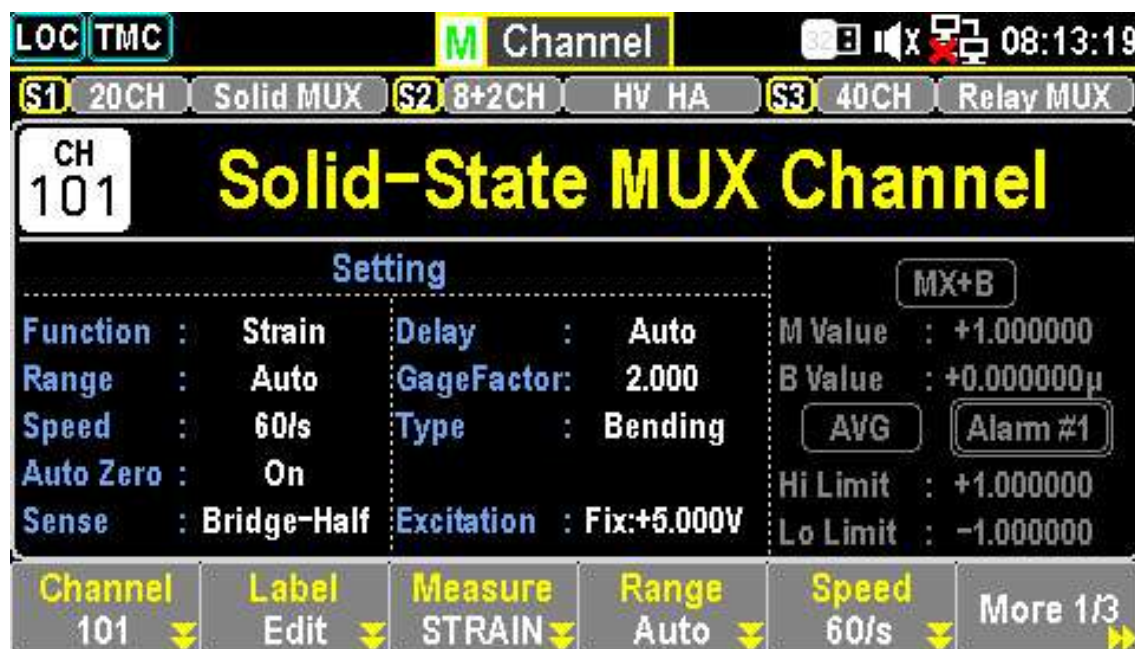 LOC TMC M Channel 32 X 08:13:19
S1 20CH Solid MUX S2 8+2CH HV HA S3 40CH Relay MUX
CH
101
Solid-State MUX Channel
Setting
MX+B
Function : Strain Delay : Auto M Value : +1.000000
Range : Auto GageFactor: 2.000 B Value : +0.000000µ
Speed : 60/s Type : Bending AVG Alarm #1
Auto Zero : On Hi Limit : +1.000000
Sense : Bridge-Half Excitation : Fix:+5.000V Lo Limit : -1.000000
Channel Label Measure Range Speed More 1/3
101 Edit STRAIN Auto 60/s